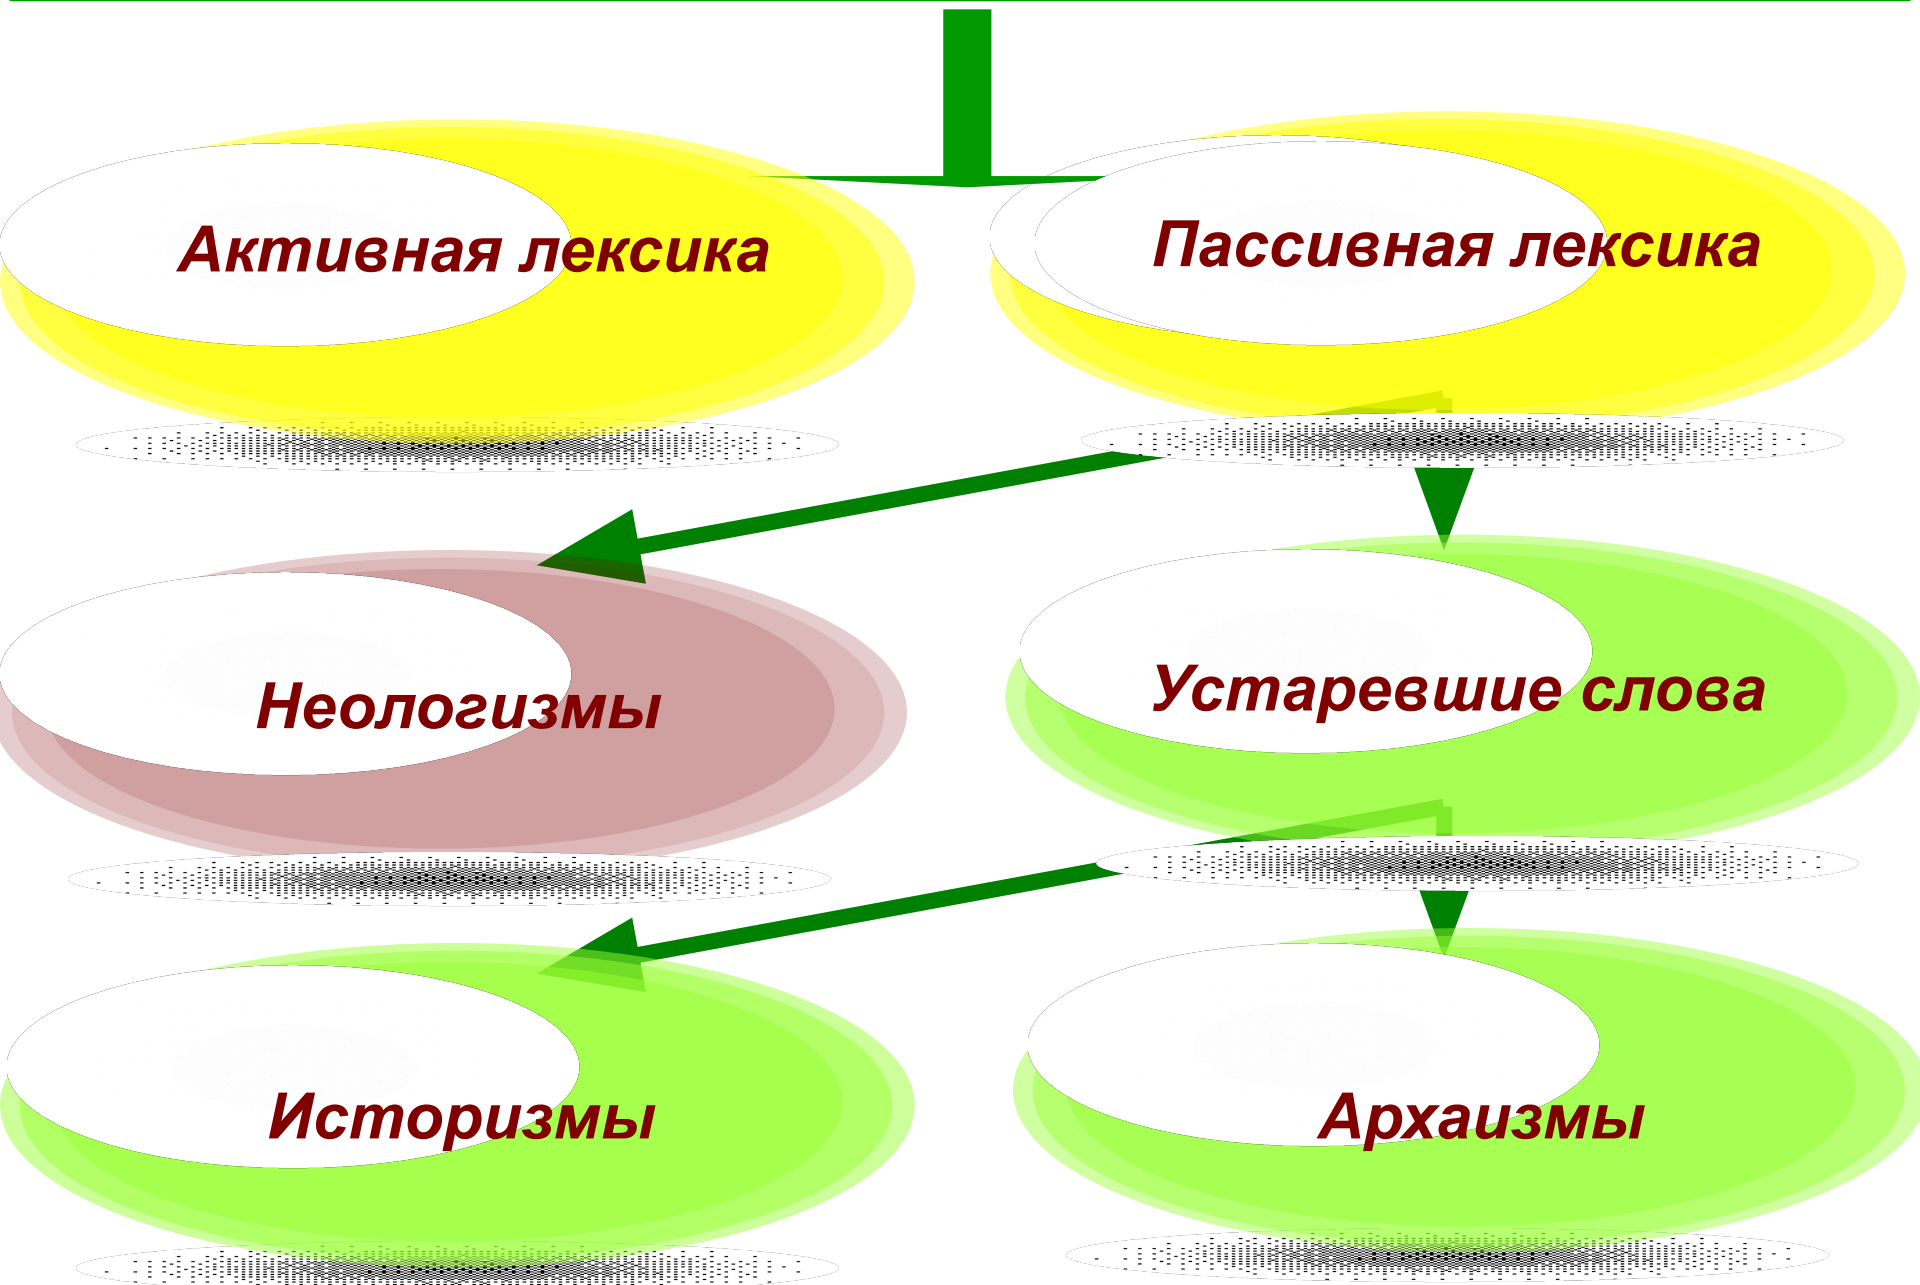 Активная лексика
Пассивная лексика
Неологизмы
Устаревшие слова
Историзмы
Архаизмы